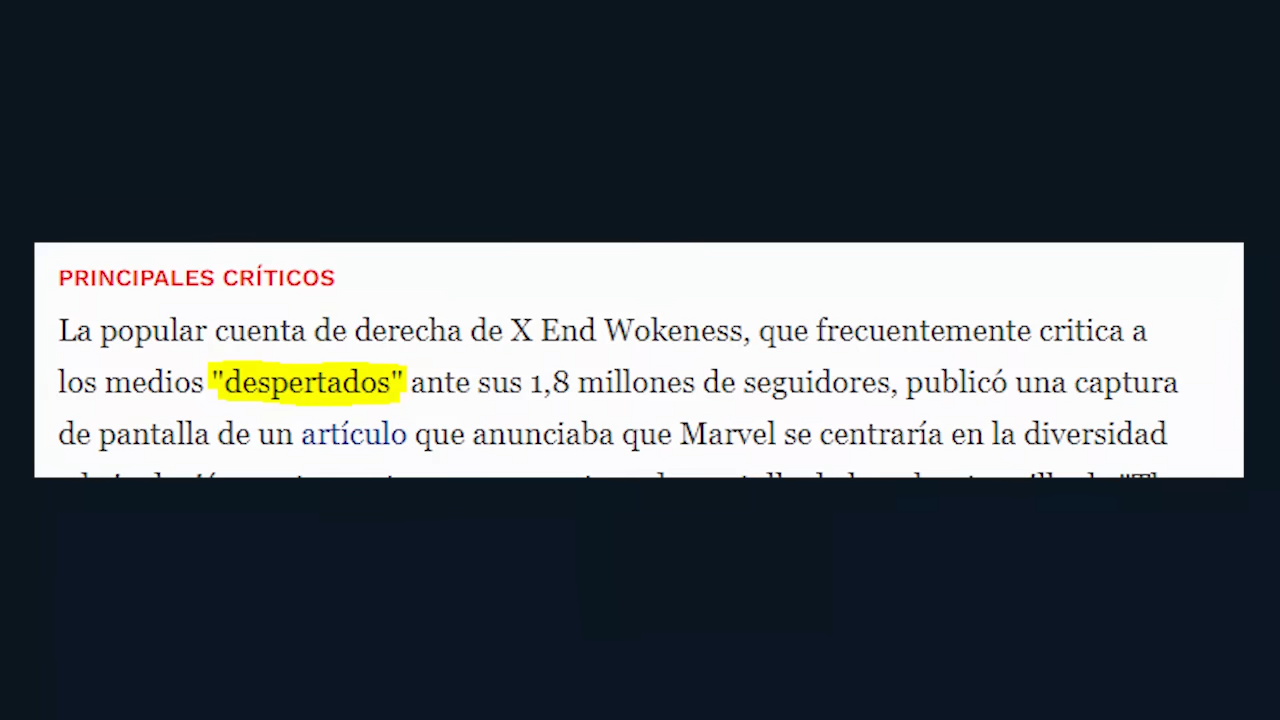 PRINCIPALES CRÍTICOS
La popular cuenta de derecha de X End Wokeness, que frecuentemente critica a
los medios "despertados" ante sus 1,8 millones de seguidores, publicó una captura
de pantalla de un artículo que anunciaba que Marvel se centraría en la diversidad